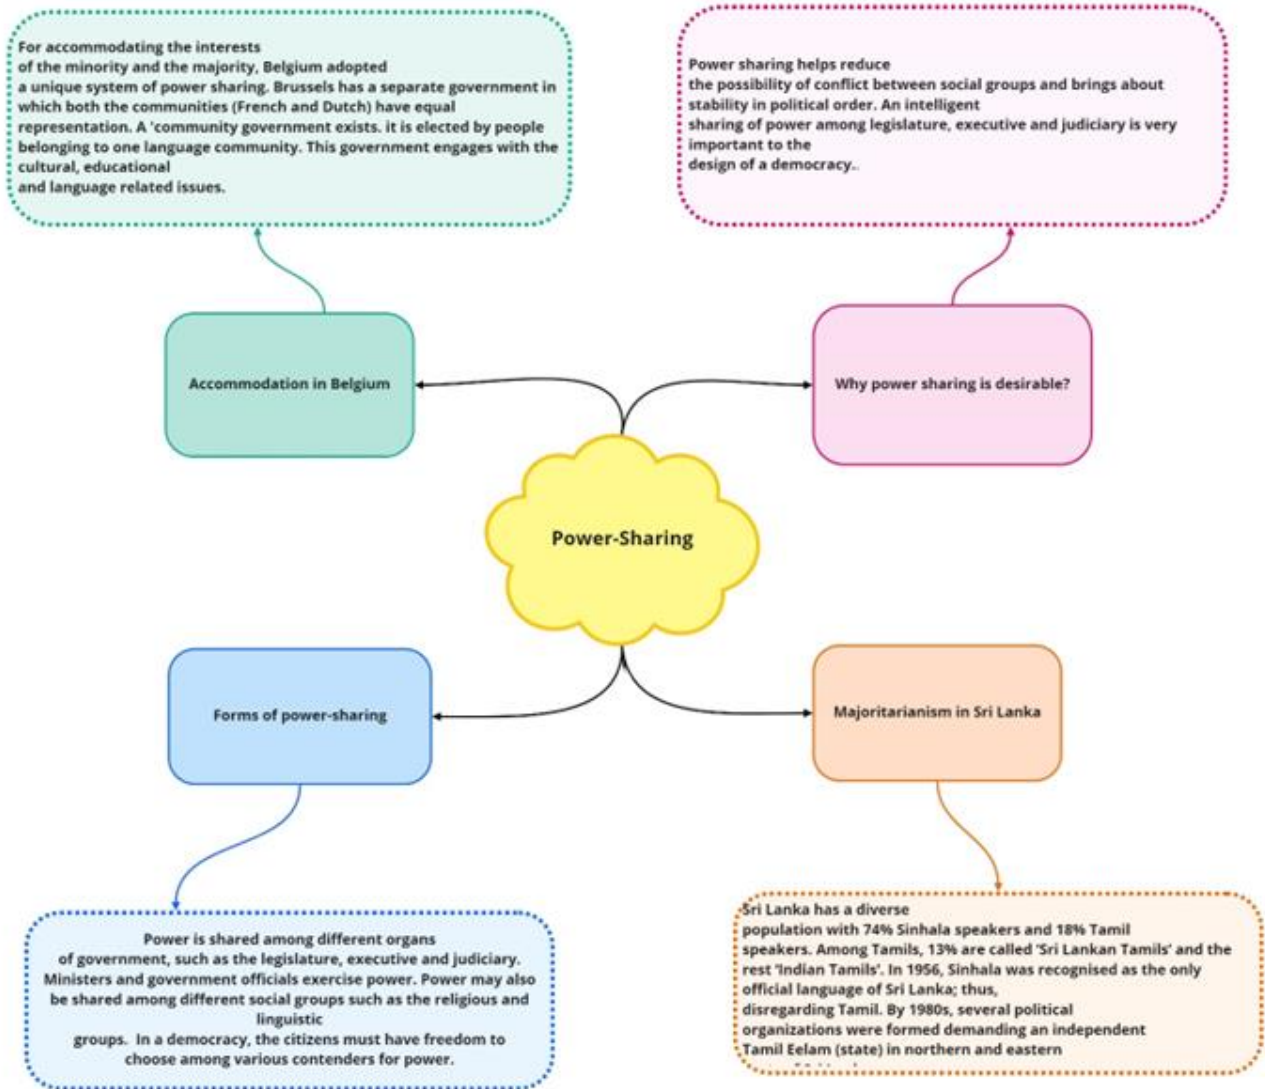 For accommodating the interests
of the minority and the majority, Belgium adopted
a unique system of power sharing. Brussels has a separate government in
which both the communities (French and Dutch) have equal
representation. A 'community government exists. it is elected by people
belonging to one language community. This government engages with the
cultural, educational
and language related issues.
Power sharing helps reduce
the possibility of conflict between social groups and brings about
stability in political order. An intelligent
sharing of power among legislature, executive and judiciary is very
important to the
design of a democracy..
Accommodation in Belgium
Why power sharing is desirable?
Power-Sharing
Forms of power-sharing
Majoritarianism in Sri Lanka
Power is shared among different organs
of government, such as the legislature, executive and judiciary.
Ministers and government officials exercise power. Power may also
be shared among different social groups such as the religious and
linguistic
groups. In a democracy, the citizens must have freedom to
choose among various contenders for power.
Sri Lanka has a diverse
population with 74% Sinhala speakers and 18% Tamil
speakers. Among Tamils, 13% are called 'Sri Lankan Tamils' and the
rest 'Indian Tamils'. In 1956, Sinhala was recognised as the only
official language of Sri Lanka; thus,
disregarding Tamil. By 1980s, several political
organizations were formed demanding an independent
Tamil Eelam (state) in northern and eastern